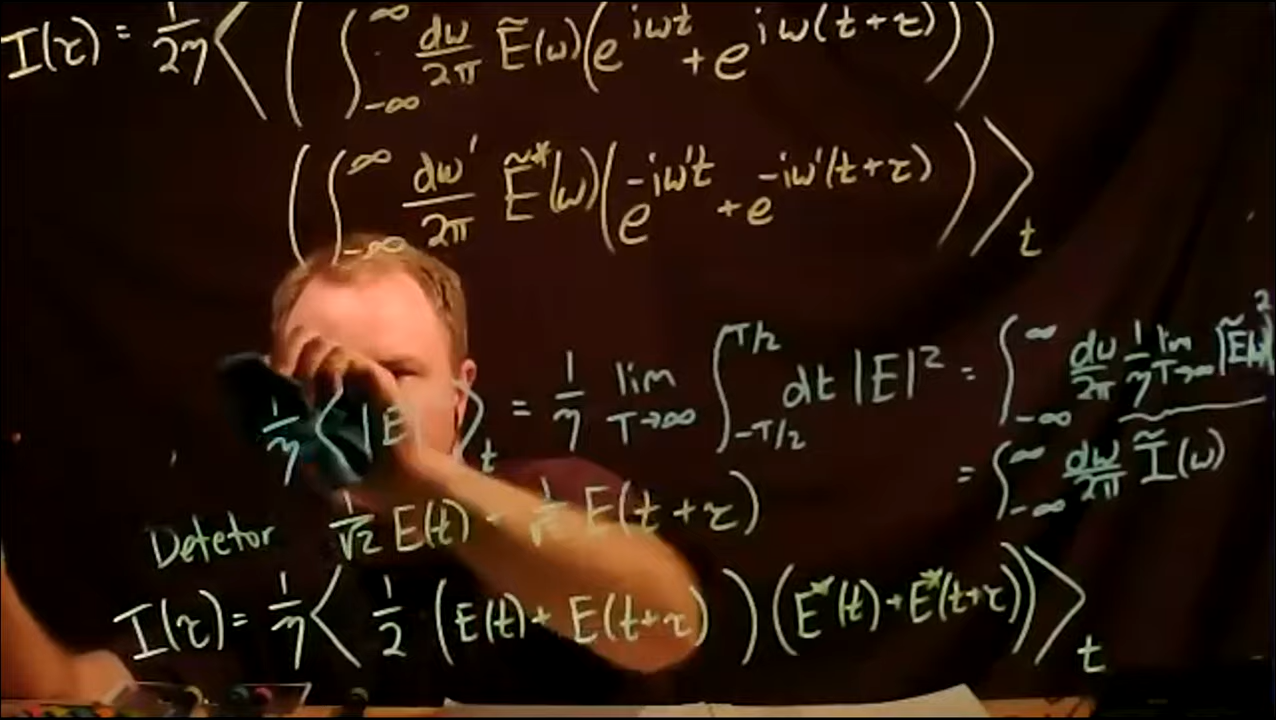 I(τ) = 1/2η ⟨ ( ∫_{-∞}^{∞} dω/2π Ẽ(ω)(e^{iωt} + e^{iω(t+τ)}) )
( ∫_{-∞}^{∞} dω'/2π Ẽ*(ω)(e^{-iω't} + e^{-iω'(t+τ)}) ) ⟩_t
1/η ⟨|E| ⟩_t = 1/η lim_{T→∞} ∫_{-T/2}^{T/2} dt |E|² = ∫_{-∞}^{∞} dω/2π 1/η lim_{T→∞} |Ẽ(ω)|²
= ∫_{-∞}^{∞} dω/2π Ĩ(ω)
Detetor 1/√2 E(t) E(t+τ)
I(τ) = 1/η ⟨ 1/2 (E(t) + E(t+τ) )(E*(t) + E*(t+τ)) ⟩_t